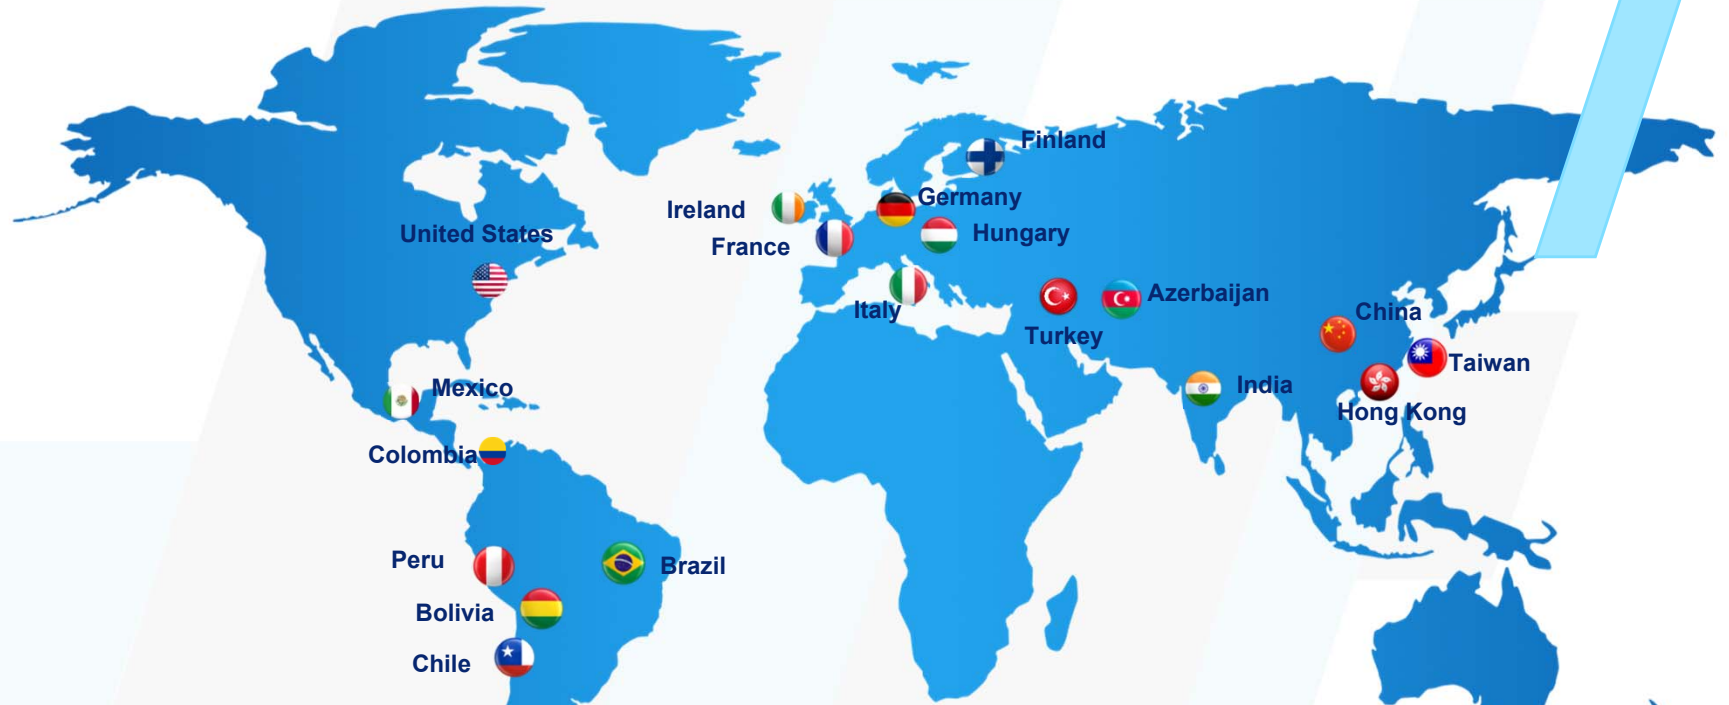 Finland
Germany
Ireland
United States
Hungary
France
Azerbaijan
Italy
China
Turkey
Taiwan
India
Mexico
Hong Kong
Colombia
Peru
Brazil
Bolivia
Chile